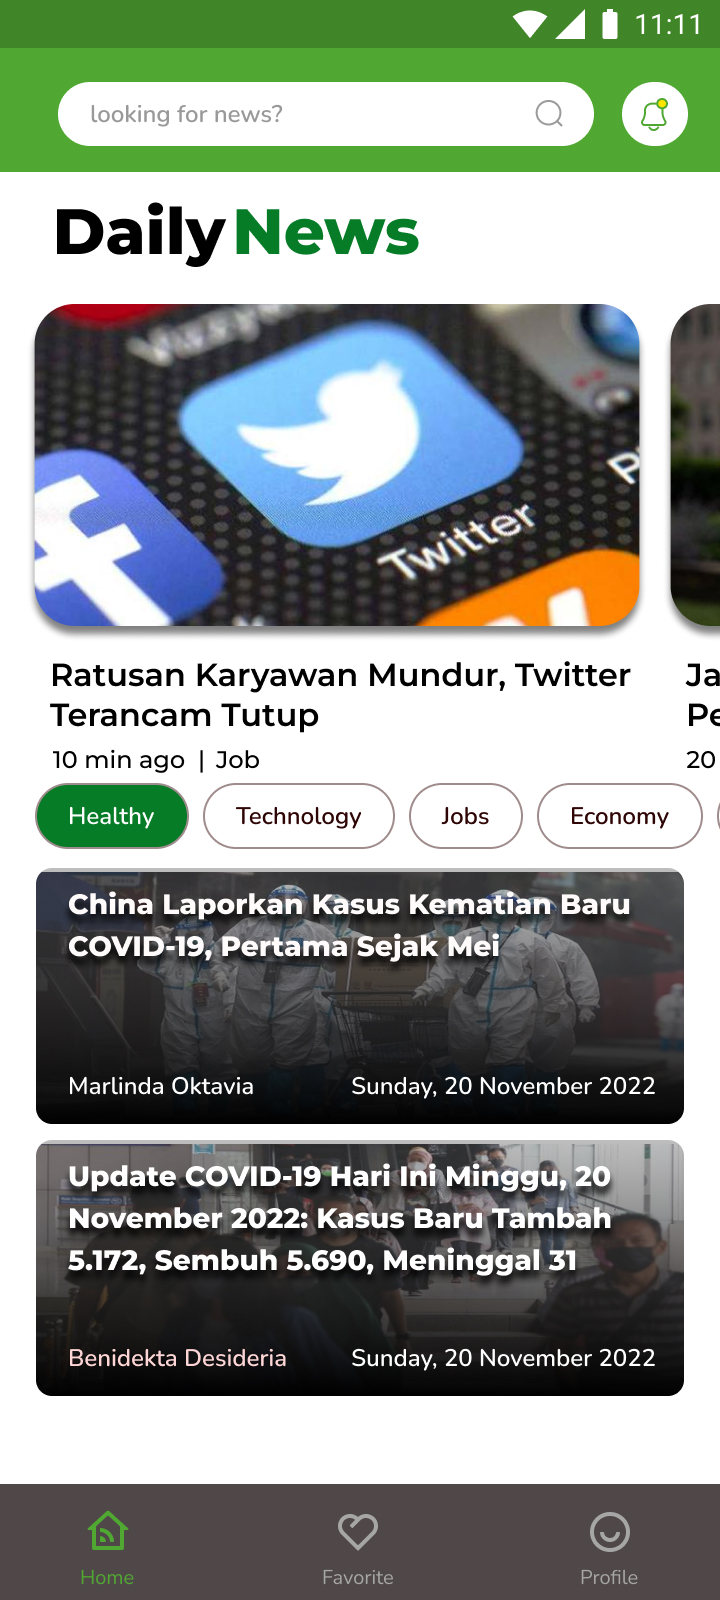 11:11
looking for news?
Daily News
Twitter
Ratusan Karyawan Mundur, Twitter
Terancam Tutup
10 min ago | Job
Ja
Pe
20
Healthy
Technology
Jobs
Economy
China Laporkan Kasus Kematian Baru
COVID-19, Pertama Sejak Mei
Marlinda Oktavia
Sunday, 20 November 2022
Update COVID-19 Hari Ini Minggu, 20
November 2022: Kasus Baru Tambah
5.172, Sembuh 5.690, Meninggal 31
Benidekta Desideria
Sunday, 20 November 2022
Home
Favorite
Profile